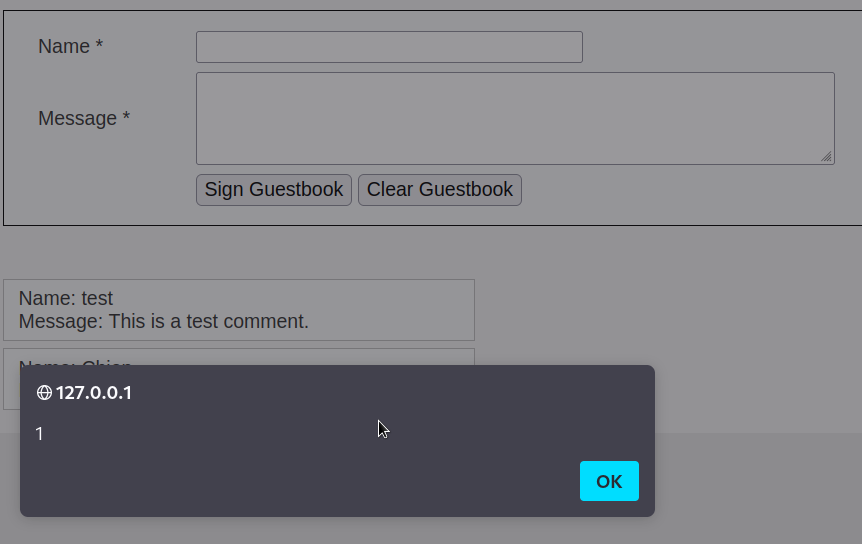 Name *
Message *
Sign Guestbook Clear Guestbook
Name: test
Message: This is a test comment.
Name:
127.0.0.1
1
OK